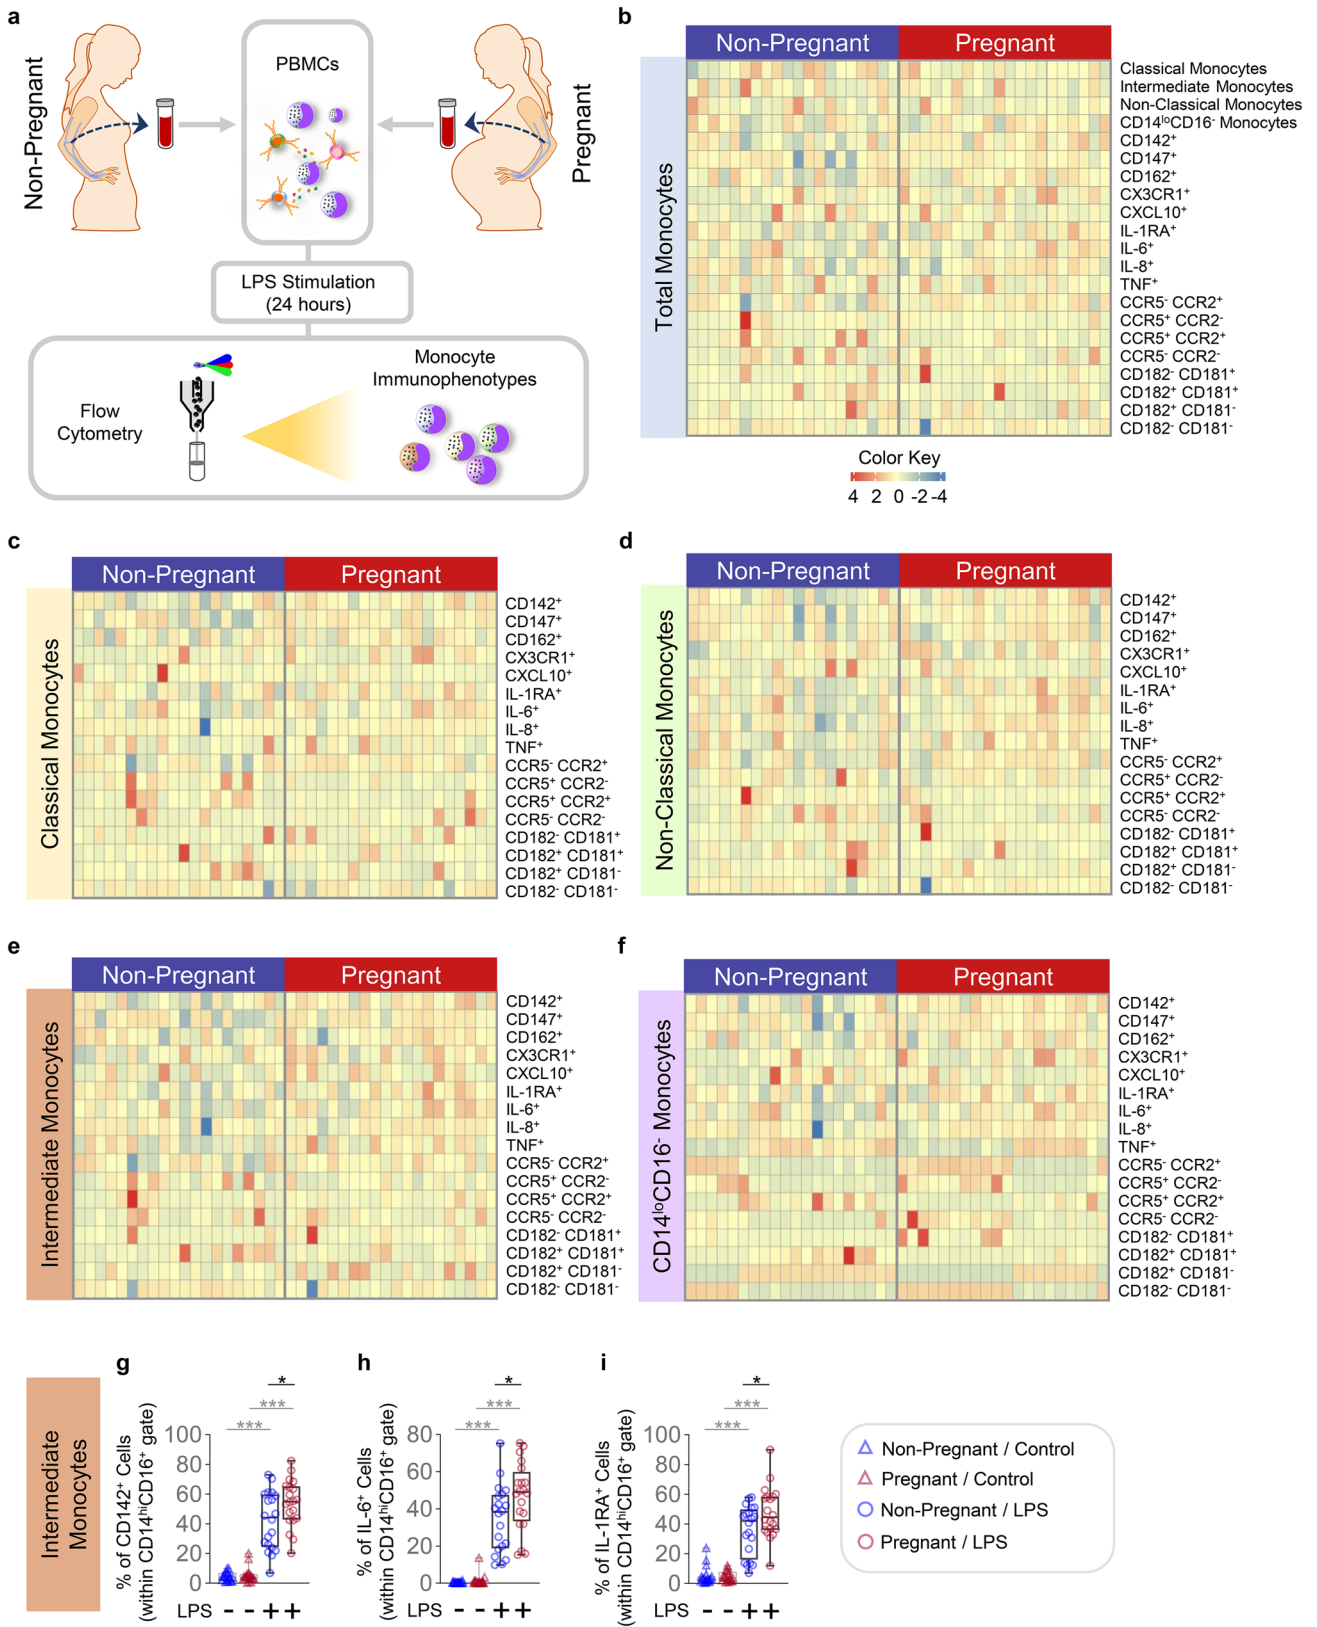 a
Non-Pregnant
PBMCs
Pregnant
LPS Stimulation
(24 hours)
Flow
Cytometry
Monocyte
Immunophenotypes
b
Non-Pregnant
Pregnant
Total Monocytes
Classical Monocytes
Intermediate Monocytes
Non-Classical Monocytes
CD14ˡᵒCD16⁻ Monocytes
CD142⁺
CD147⁺
CD162⁺
CX3CR1⁺
CXCL10⁺
IL-1RA⁺
IL-6⁺
IL-8⁺
TNF⁺
CCR5⁻ CCR2⁺
CCR5⁺ CCR2⁻
CCR5⁺ CCR2⁺
CCR5⁻ CCR2⁻
CD182⁻ CD181⁺
CD182⁺ CD181⁺
CD182⁺ CD181⁻
CD182⁻ CD181⁻
Color Key
4 2 0 -2 -4
c
Non-Pregnant
Pregnant
Classical Monocytes
CD142⁺
CD147⁺
CD162⁺
CX3CR1⁺
CXCL10⁺
IL-1RA⁺
IL-6⁺
IL-8⁺
TNF⁺
CCR5⁻ CCR2⁺
CCR5⁺ CCR2⁻
CCR5⁺ CCR2⁺
CCR5⁻ CCR2⁻
CD182⁻ CD181⁺
CD182⁺ CD181⁺
CD182⁺ CD181⁻
CD182⁻ CD181⁻
d
Non-Pregnant
Pregnant
Non-Classical Monocytes
CD142⁺
CD147⁺
CD162⁺
CX3CR1⁺
CXCL10⁺
IL-1RA⁺
IL-6⁺
IL-8⁺
TNF⁺
CCR5⁻ CCR2⁺
CCR5⁺ CCR2⁻
CCR5⁺ CCR2⁺
CCR5⁻ CCR2⁻
CD182⁻ CD181⁺
CD182⁺ CD181⁺
CD182⁺ CD181⁻
CD182⁻ CD181⁻
e
Non-Pregnant
Pregnant
Intermediate Monocytes
CD142⁺
CD147⁺
CD162⁺
CX3CR1⁺
CXCL10⁺
IL-1RA⁺
IL-6⁺
IL-8⁺
TNF⁺
CCR5⁻ CCR2⁺
CCR5⁺ CCR2⁻
CCR5⁺ CCR2⁺
CCR5⁻ CCR2⁻
CD182⁻ CD181⁺
CD182⁺ CD181⁺
CD182⁺ CD181⁻
CD182⁻ CD181⁻
f
Non-Pregnant
Pregnant
CD14ˡᵒCD16⁻ Monocytes
CD142⁺
CD147⁺
CD162⁺
CX3CR1⁺
CXCL10⁺
IL-1RA⁺
IL-6⁺
IL-8⁺
TNF⁺
CCR5⁻ CCR2⁺
CCR5⁺ CCR2⁻
CCR5⁺ CCR2⁺
CCR5⁻ CCR2⁻
CD182⁻ CD181⁺
CD182⁺ CD181⁺
CD182⁺ CD181⁻
CD182⁻ CD181⁻
Intermediate
Monocytes
g
% of CD142⁺ Cells
(within CD14ʰⁱCD16⁺ gate)
*
***
***
100
80
60
40
20
0
LPS - - + +
h
% of IL-6⁺ Cells
(within CD14ʰⁱCD16⁺ gate)
*
***
***
80
60
40
20
0
LPS - - + +
i
% of IL-1RA⁺ Cells
(within CD14ʰⁱCD16⁺ gate)
*
***
***
100
80
60
40
20
0
LPS - - + +
Non-Pregnant / Control
Pregnant / Control
Non-Pregnant / LPS
Pregnant / LPS